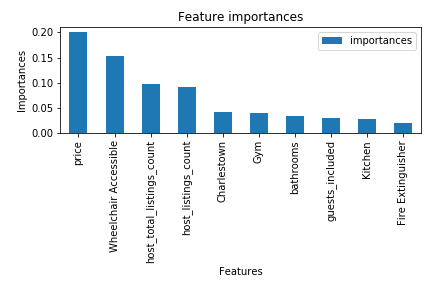 Feature importances
importances
Importances
0.20
0.15
0.10
0.05
0.00
price
Wheelchair Accessible
host_total_listings_count
host_listings_count
Charlestown
Gym
bathrooms
guests_included
Kitchen
Fire Extinguisher
Features